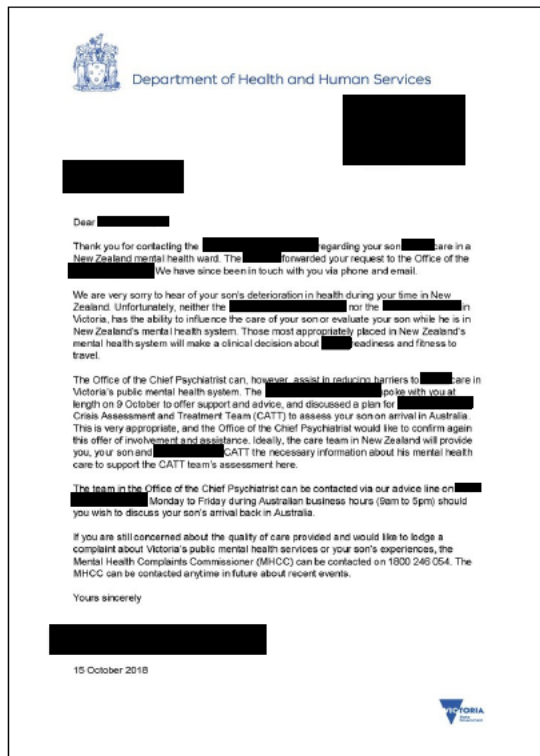 Department of Health and Human Services
Dear
Thank you for contacting the regarding your son care in a
New Zealand mental health ward. The forwarded your request to the Office of the
We have since been in touch with you via phone and email.
We are very sorry to hear of your son's deterioration in health during your time in New
Zealand. Unfortunately, neither the nor the in
Victoria, has the ability to influence the care of your son or evaluate your son while he is in
New Zealand's mental health system. Those most appropriately placed in New Zealand's
mental health system will make a clinical decision about readiness and fitness to
travel.
The Office of the Chief Psychiatrist can, however, assist in reducing barriers to care in
Victoria's public mental health system. The spoke with you at
length on 9 October to offer support and advice, and discussed a plan for
Crisis Assessment and Treatment Team (CATT) to assess your son on arrival in Australia.
This is very appropriate, and the Office of the Chief Psychiatrist would like to confirm again
this offer of involvement and assistance. Ideally, the care team in New Zealand will provide
you, your son and CATT the necessary information about his mental health
care to support the CATT team's assessment here.
The team in the Office of the Chief Psychiatrist can be contacted via our advice line on
Monday to Friday during Australian business hours (9am to 5pm) should
you wish to discuss your son's arrival back in Australia.
If you are still concerned about the quality of care provided and would like to lodge a
complaint about Victoria's public mental health services or your son's experiences, the
Mental Health Complaints Commissioner (MHCC) can be contacted on 1800 246 054. The
MHCC can be contacted anytime in future about recent events.
Yours sincerely
15 October 2018
VICTORIA
State
Government